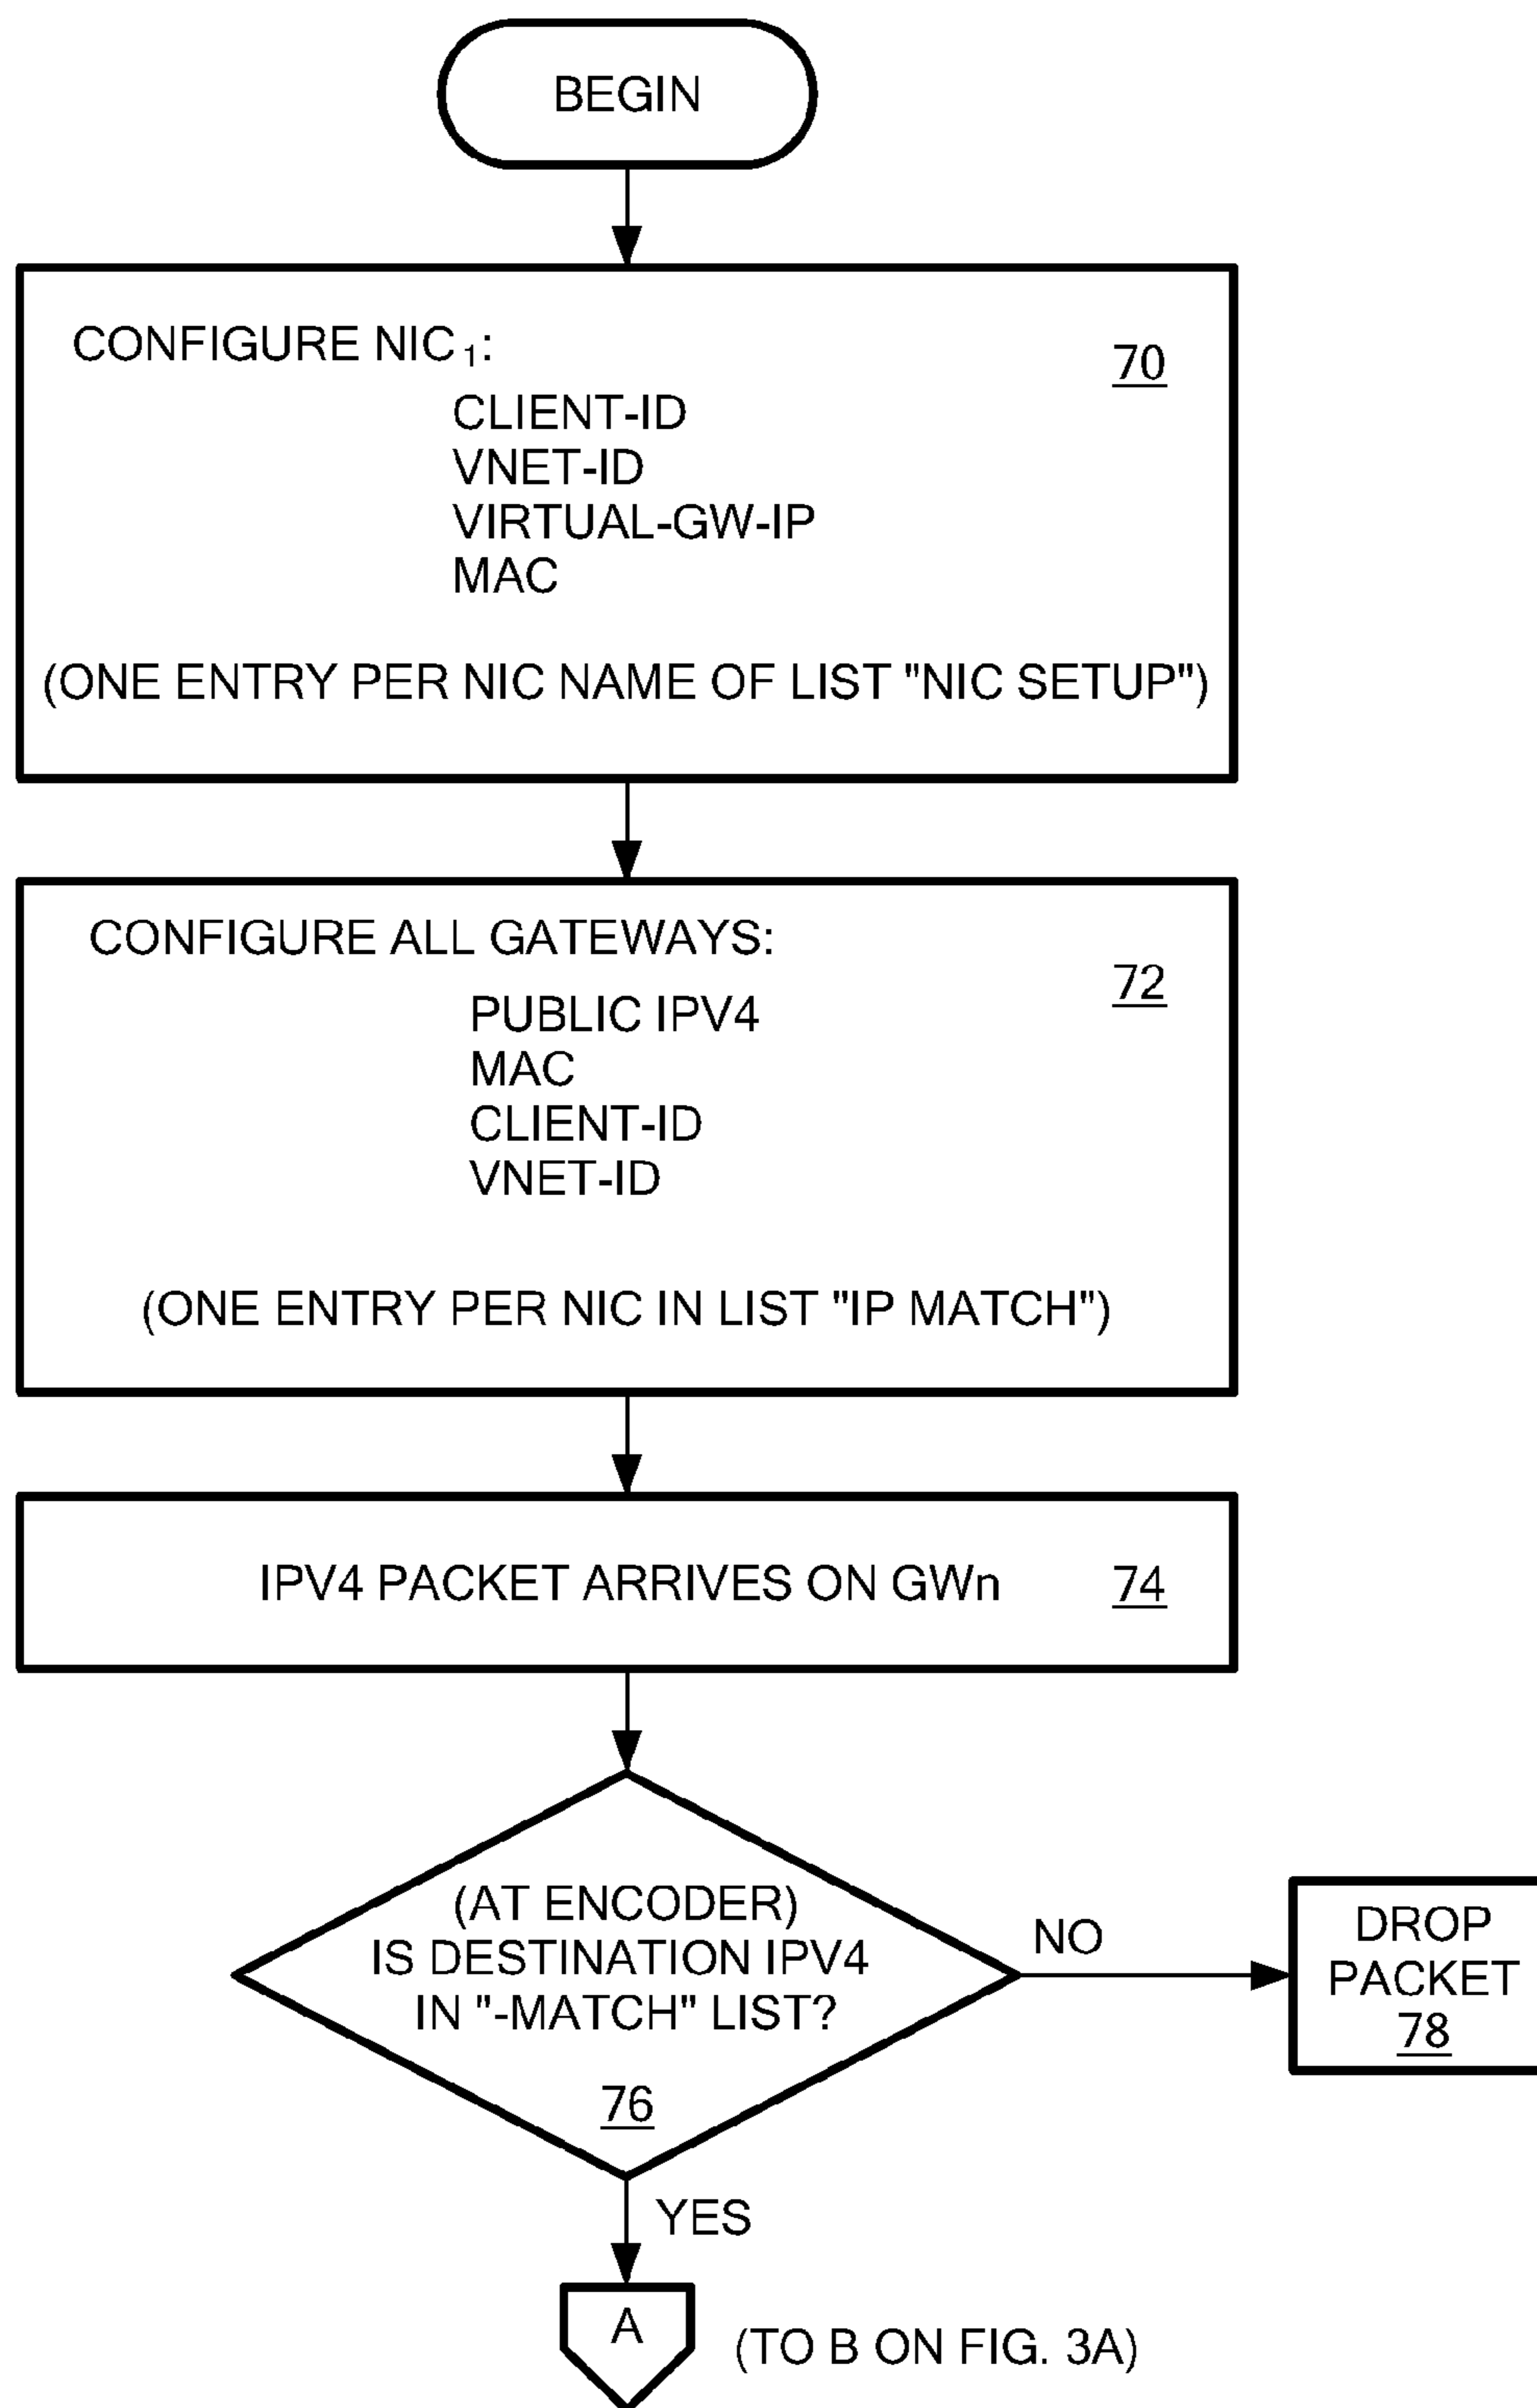 BEGIN
CONFIGURE NIC₁:
70
CLIENT-ID
VNET-ID
VIRTUAL-GW-IP
MAC
(ONE ENTRY PER NIC NAME OF LIST "NIC SETUP")
CONFIGURE ALL GATEWAYS:
72
PUBLIC IPV4
MAC
CLIENT-ID
VNET-ID
(ONE ENTRY PER NIC IN LIST "IP MATCH")
IPV4 PACKET ARRIVES ON GWn
74
(AT ENCODER)
IS DESTINATION IPV4
IN "-MATCH" LIST?
76
NO
DROP
PACKET
78
YES
A
(TO B ON FIG. 3A)